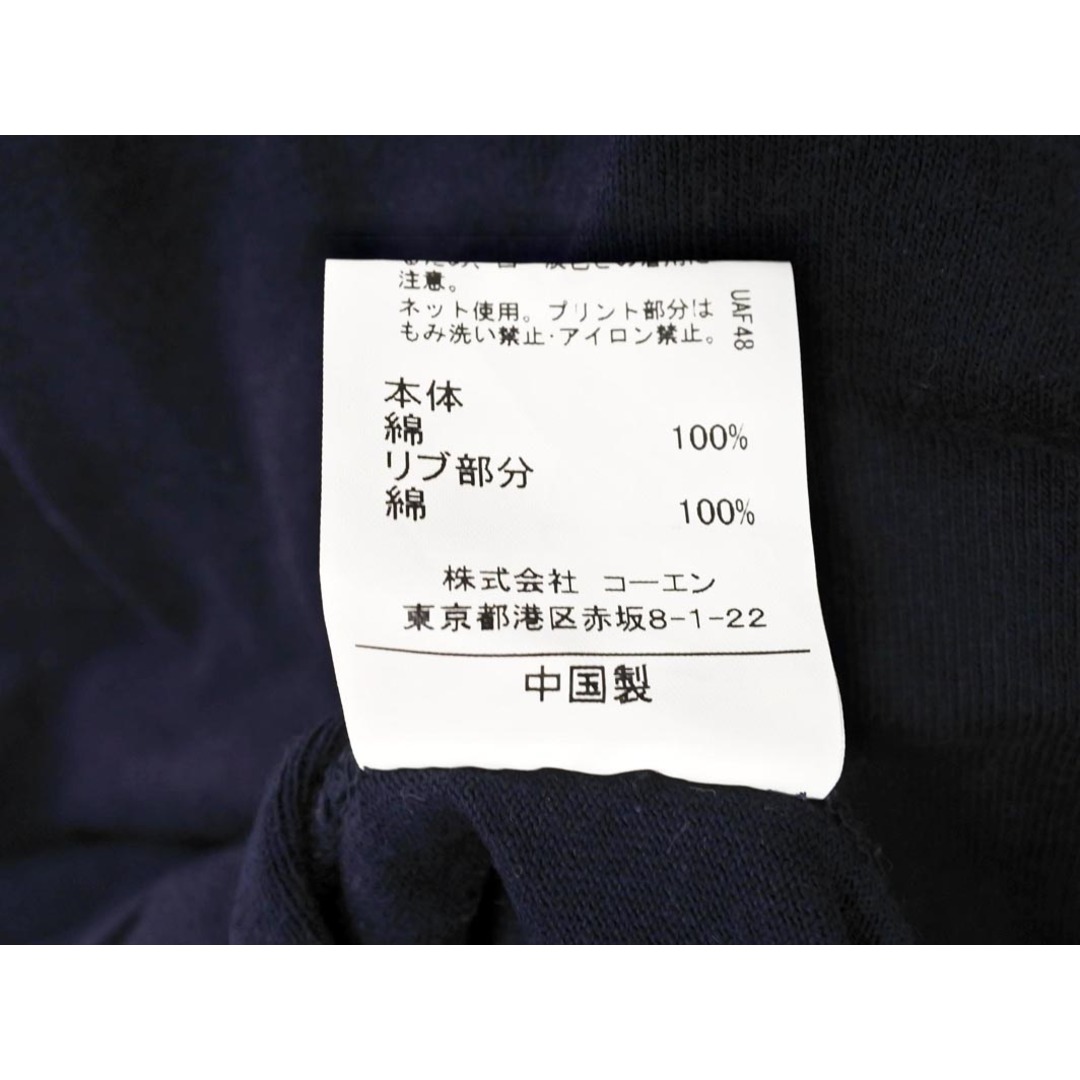 注意。
ネット使用。プリント部分は
もみ洗い禁止・アイロン禁止。
UAF48
本体
綿 100%
リブ部分
綿 100%
株式会社 コーエン
東京都港区赤坂8-1-22
中国製